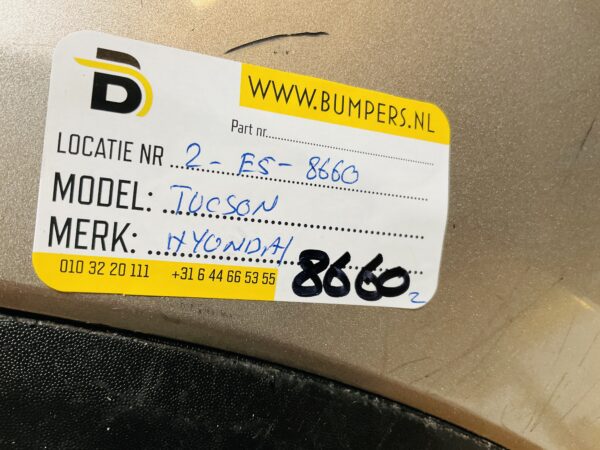 WWW.BUMPERS.NL
Part nr
LOCATIE NR 2-ES-8660
MODEL: TUCSON
MERK: HYUNDAI
010 32 20 111 +31 6 44 66 53 55 8660 2